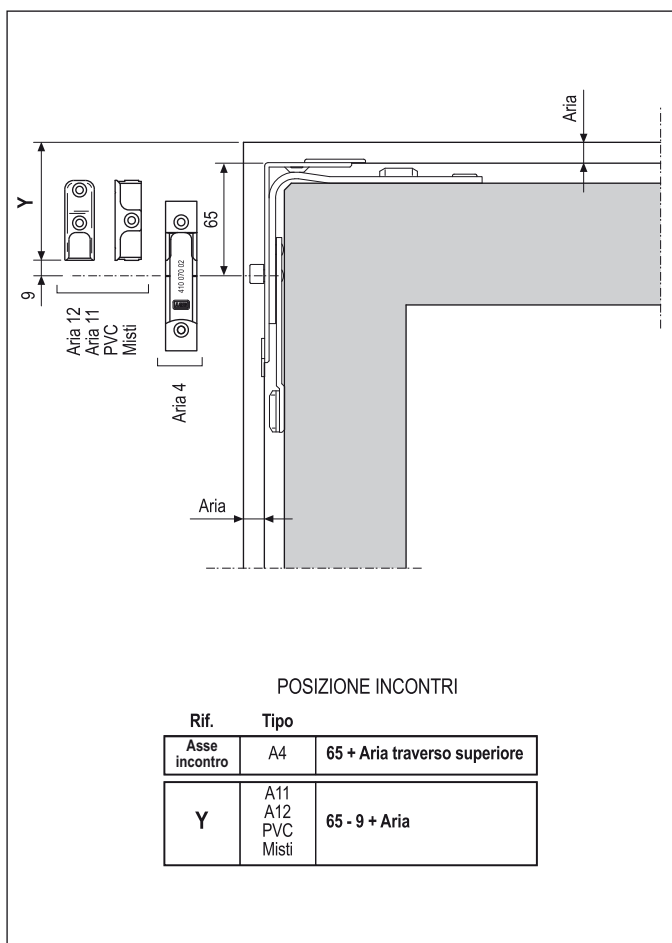 Aria
Y
65
9
410 070 02
Aria 12
Aria 11
PVC
Misti
Aria 4
Aria
POSIZIONE INCONTRI
Rif. Tipo
Asse incontro A4 65 + Aria traverso superiore
Y A11 A12 PVC Misti 65 - 9 + Aria